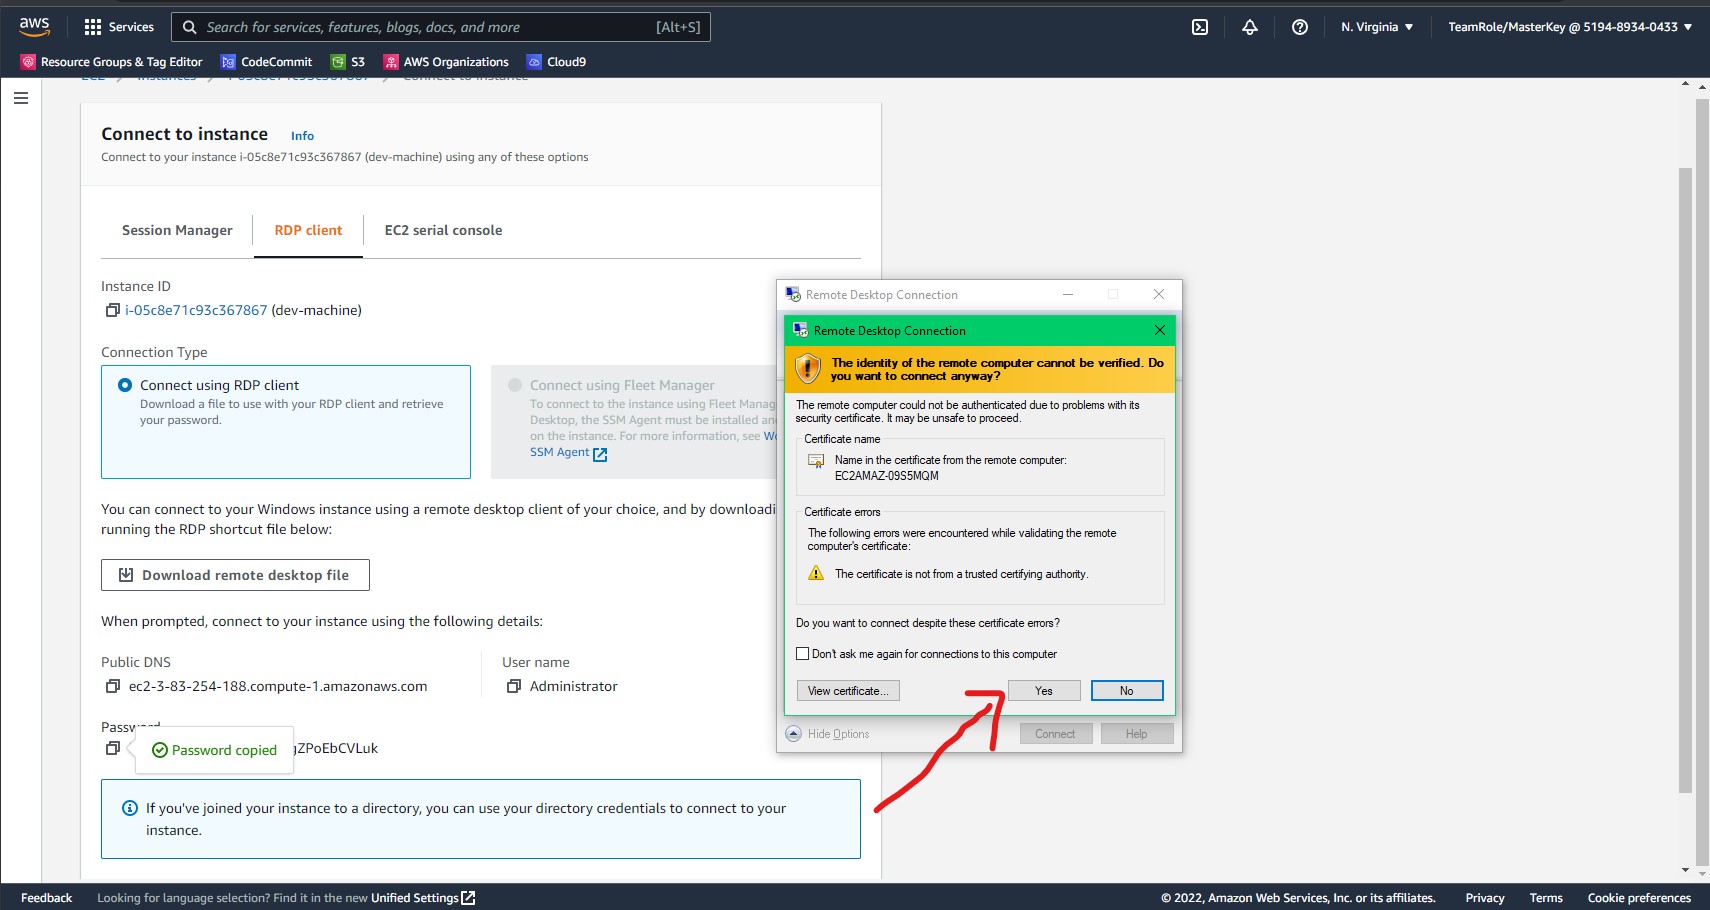 aws
Services
Search for services, features, blogs, docs, and more
[Alt+S]
N. Virginia
TeamRole/MasterKey @ 5194-8934-0433
Resource Groups & Tag Editor
CodeCommit
S3
AWS Organizations
Cloud9
EC2
Instances
i-05c8e71c93c367867
Connect to instance
Connect to instance
Info
Connect to your instance i-05c8e71c93c367867 (dev-machine) using any of these options
Session Manager
RDP client
EC2 serial console
Instance ID
i-05c8e71c93c367867 (dev-machine)
Connection Type
Connect using RDP client
Download a file to use with your RDP client and retrieve
your password.
Connect using Fleet Manager
To connect to the instance using Fleet Manag
Desktop, the SSM Agent must be installed an
on the instance. For more information, see W
SSM Agent
You can connect to your Windows instance using a remote desktop client of your choice, and by downloadi
running the RDP shortcut file below:
Download remote desktop file
When prompted, connect to your instance using the following details:
Public DNS
ec2-3-83-254-188.compute-1.amazonaws.com
User name
Administrator
Password
Password copied
gZPoEbCVLuk
If you've joined your instance to a directory, you can use your directory credentials to connect to your
instance.
Remote Desktop Connection
Remote Desktop Connection
The identity of the remote computer cannot be verified. Do
you want to connect anyway?
The remote computer could not be authenticated due to problems with its
security certificate. It may be unsafe to proceed.
Certificate name
Name in the certificate from the remote computer:
EC2AMAZ-09S5MQM
Certificate errors
The following errors were encountered while validating the remote
computer's certificate:
The certificate is not from a trusted certifying authority.
Do you want to connect despite these certificate errors?
Don't ask me again for connections to this computer
View certificate...
Yes
No
Hide Options
Connect
Help
Feedback
Looking for language selection? Find it in the new Unified Settings
© 2022, Amazon Web Services, Inc. or its affiliates.
Privacy
Terms
Cookie preferences